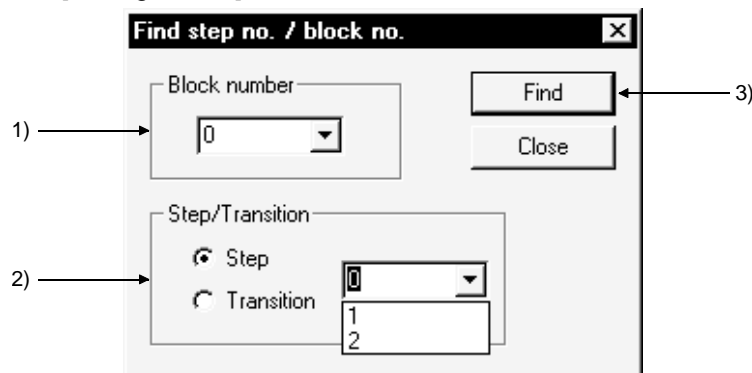 Find step no. / block no.
Block number
Find
3)
1)
0
Close
Step/Transition
Step
2)
0
Transition
1
2